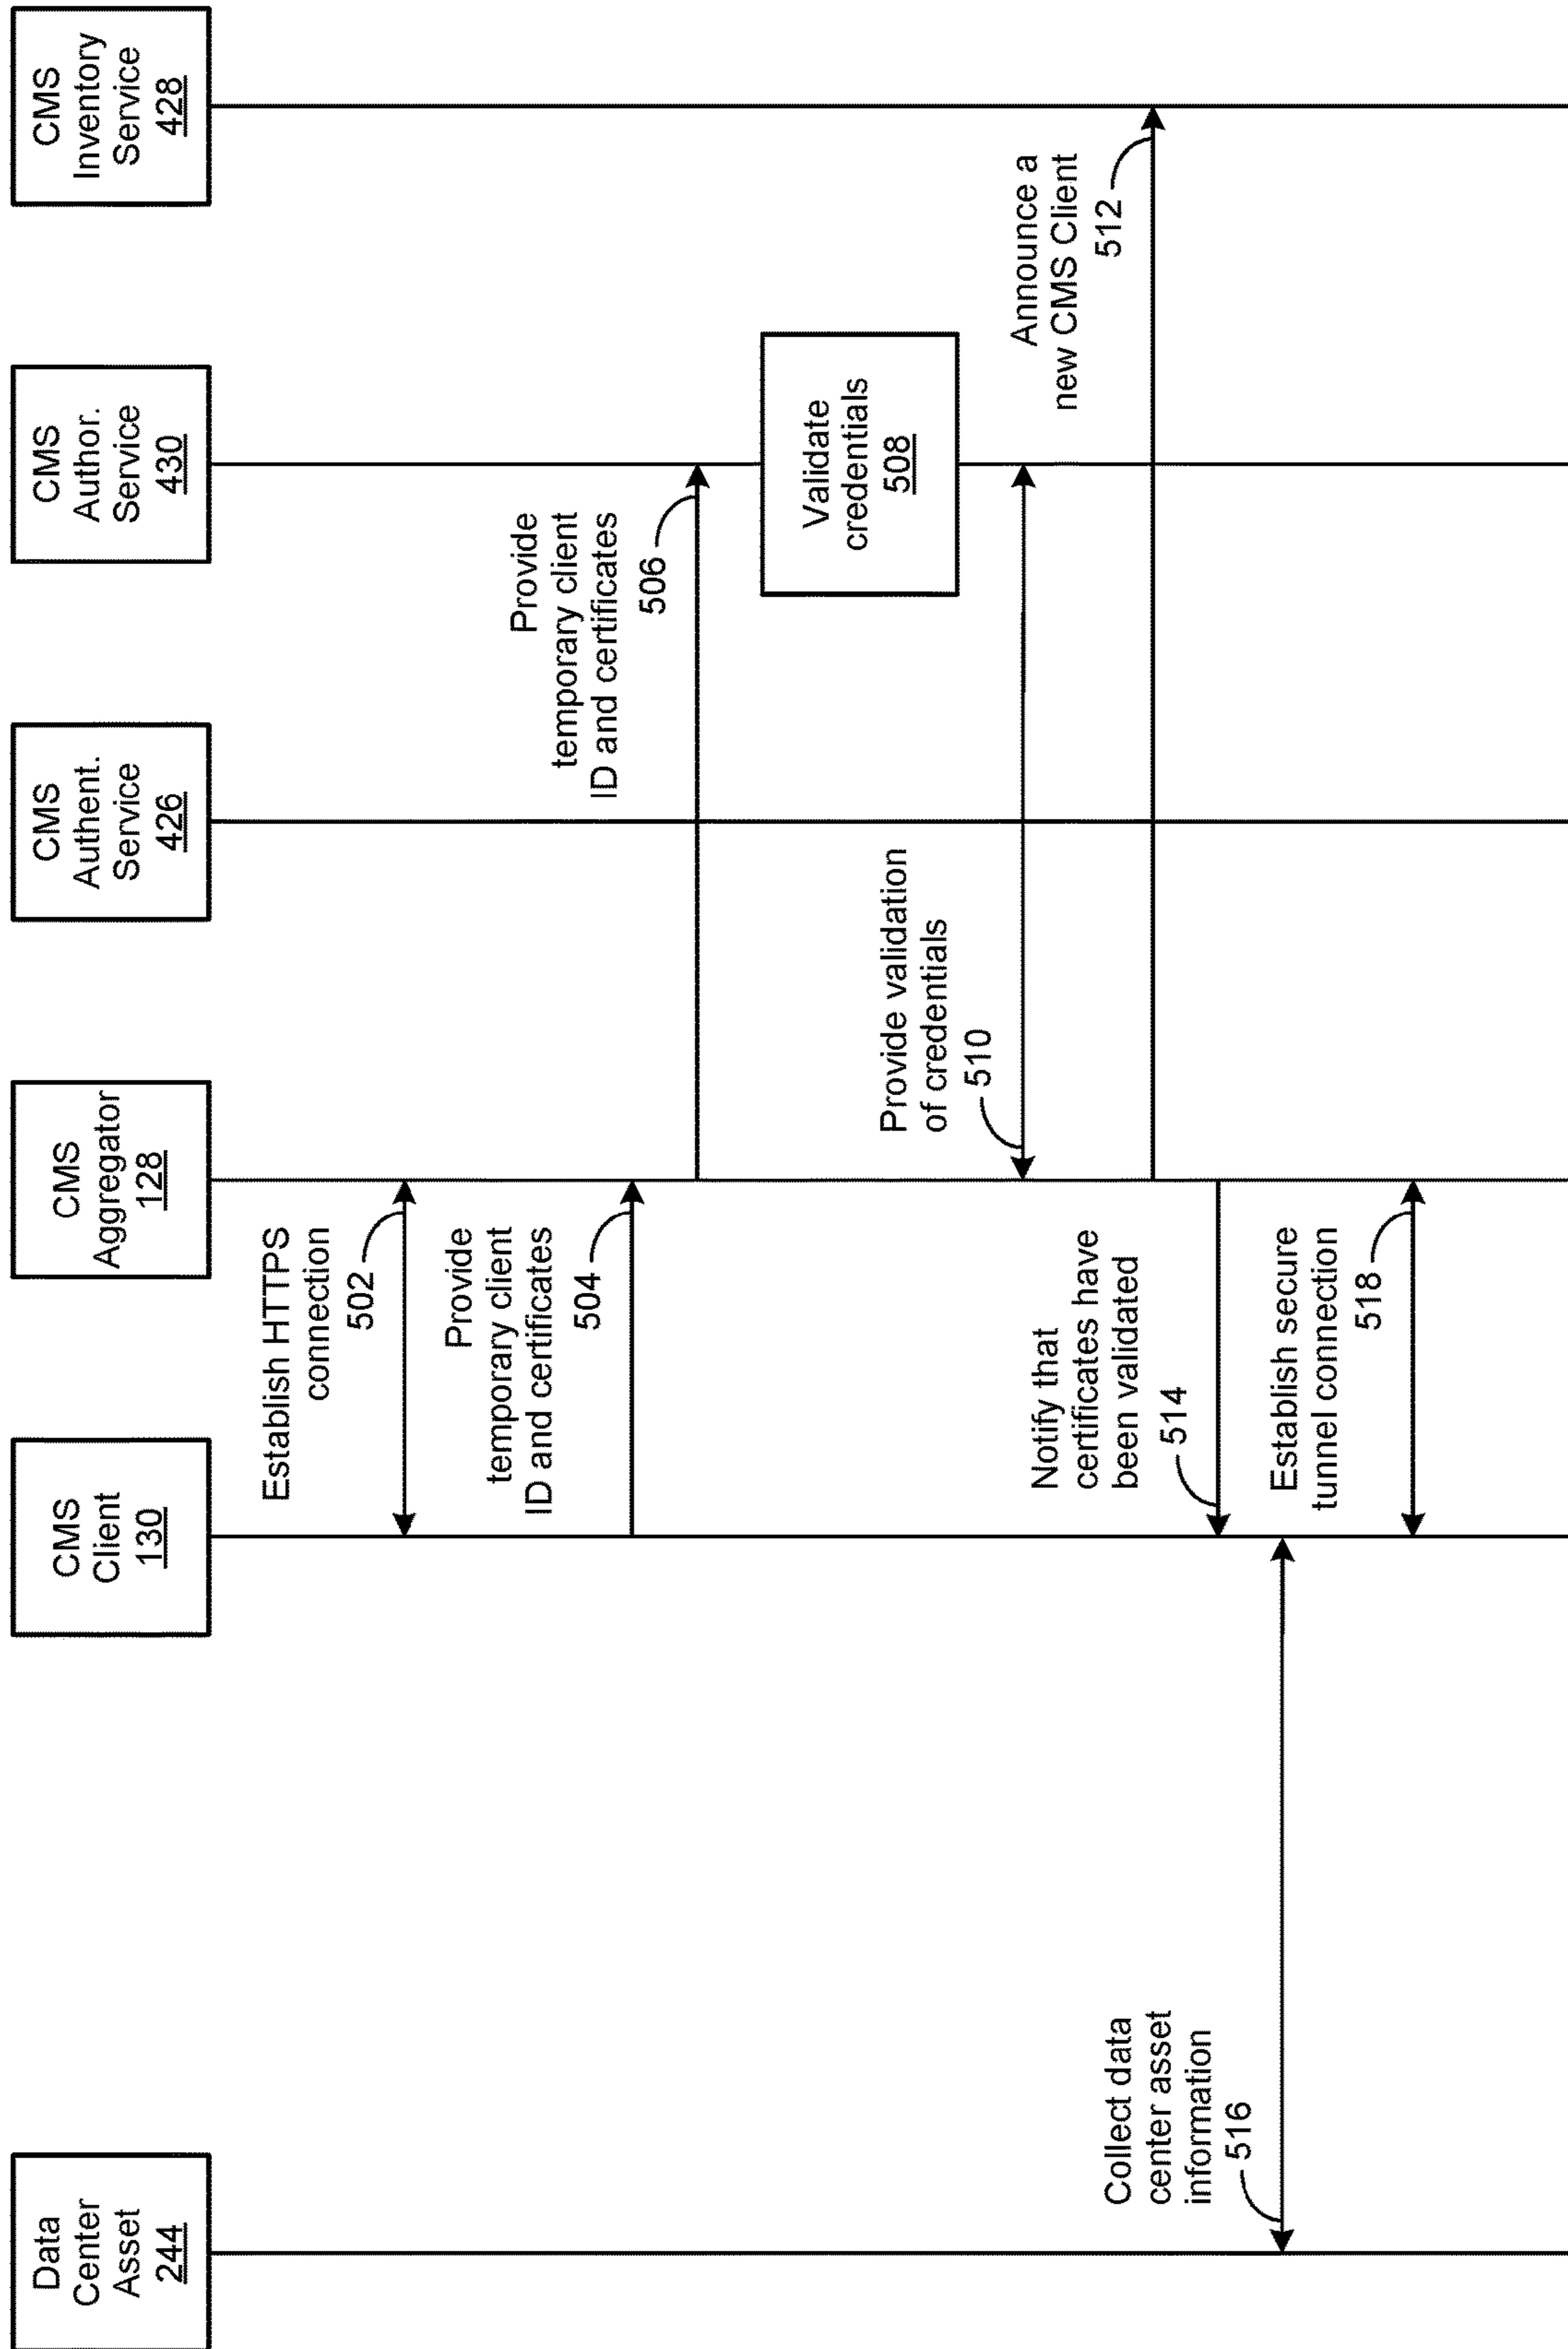 Data
Center
Asset
244
CMS
Client
130
CMS
Aggregator
128
CMS
Authent.
Service
426
CMS
Author.
Service
430
CMS
Inventory
Service
428
Establish HTTPS
connection
502
Provide
temporary client
ID and certificates
504
Provide
temporary client
ID and certificates
506
Validate
credentials
508
Provide validation
of credentials
510
Announce a
new CMS Client
512
Notify that
certificates have
been validated
514
Collect data
center asset
information
516
Establish secure
tunnel connection
518